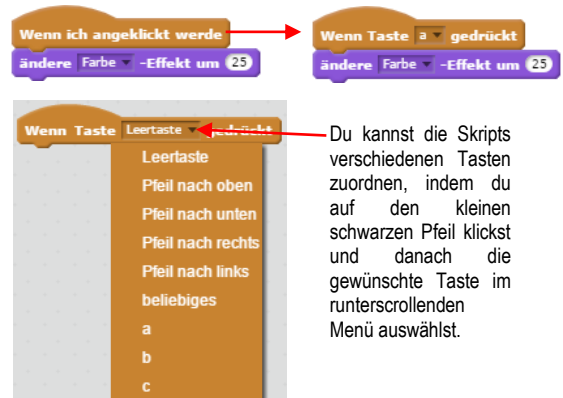 Wenn ich angeklickt werde
ändere Farbe -Effekt um 25
Wenn Taste a gedrückt
ändere Farbe -Effekt um 25
Wenn Taste Leertaste gedrückt
Leertaste
Pfeil nach oben
Pfeil nach unten
Pfeil nach rechts
Pfeil nach links
beliebiges
a
b
c
Du kannst die Skripts
verschiedenen Tasten
zuordnen, indem du
auf den kleinen
schwarzen Pfeil klickst
und danach die
gewünschte Taste im
runterscrollenden
Menü auswählst.